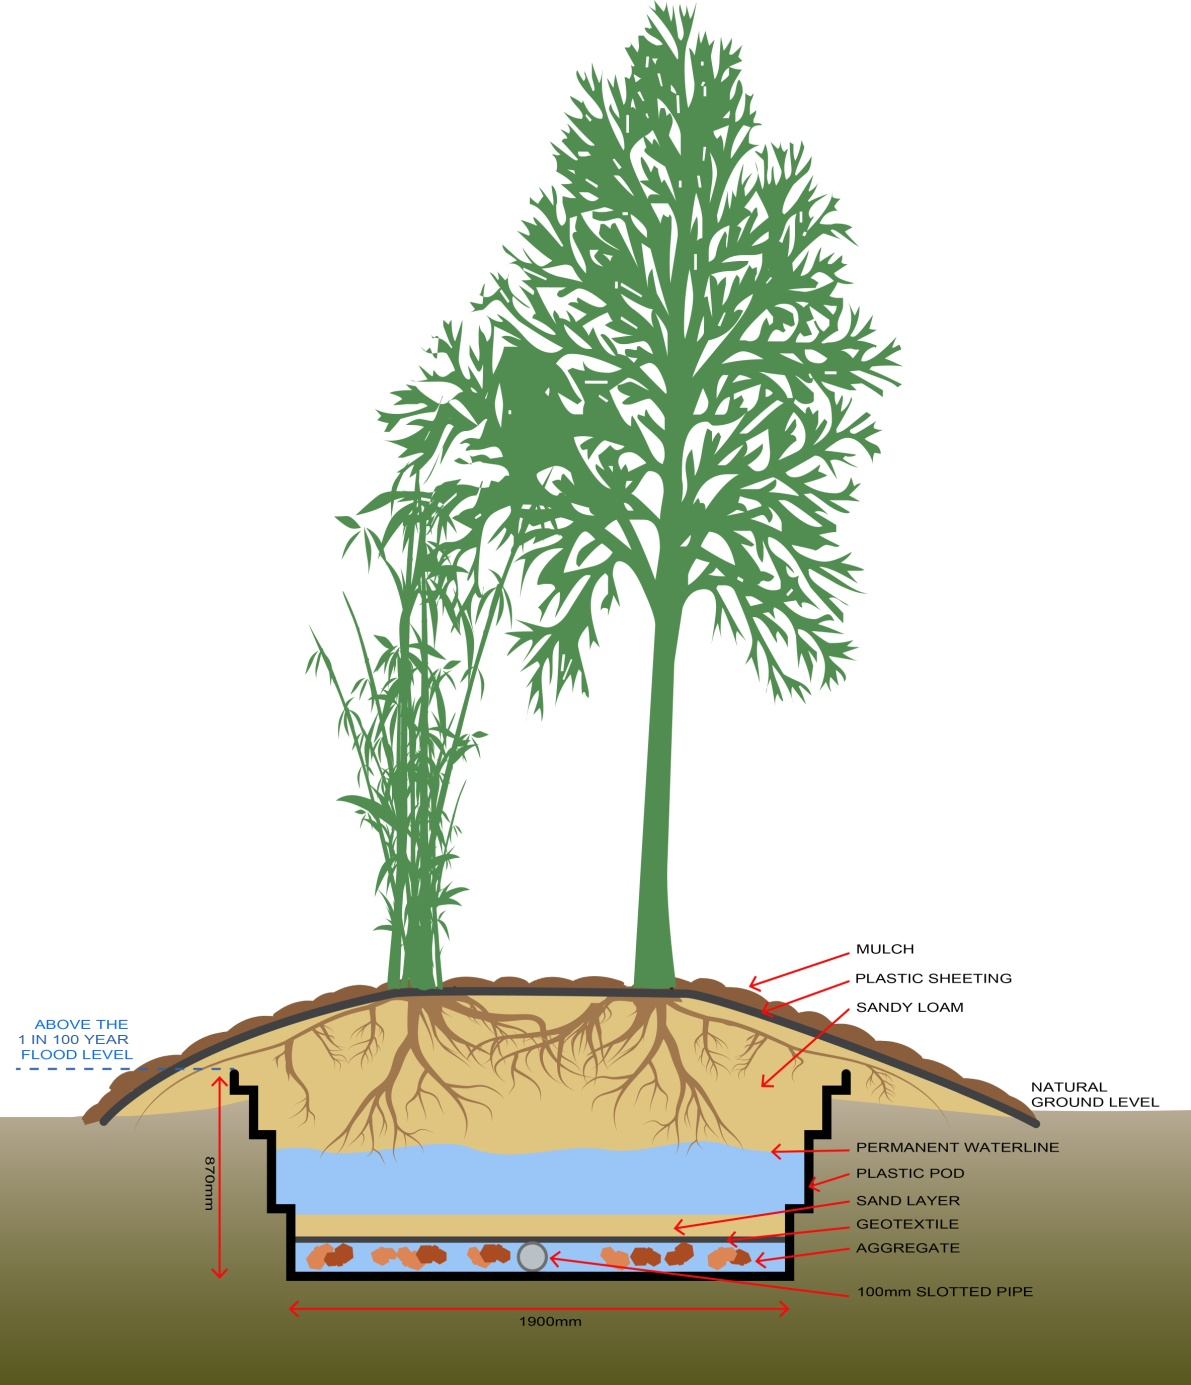 MULCH
PLASTIC SHEETING
SANDY LOAM
ABOVE THE
1 IN 100 YEAR
FLOOD LEVEL
NATURAL
GROUND LEVEL
870mm
PERMANENT WATERLINE
PLASTIC POD
SAND LAYER
GEOTEXTILE
AGGREGATE
100mm SLOTTED PIPE
1900mm